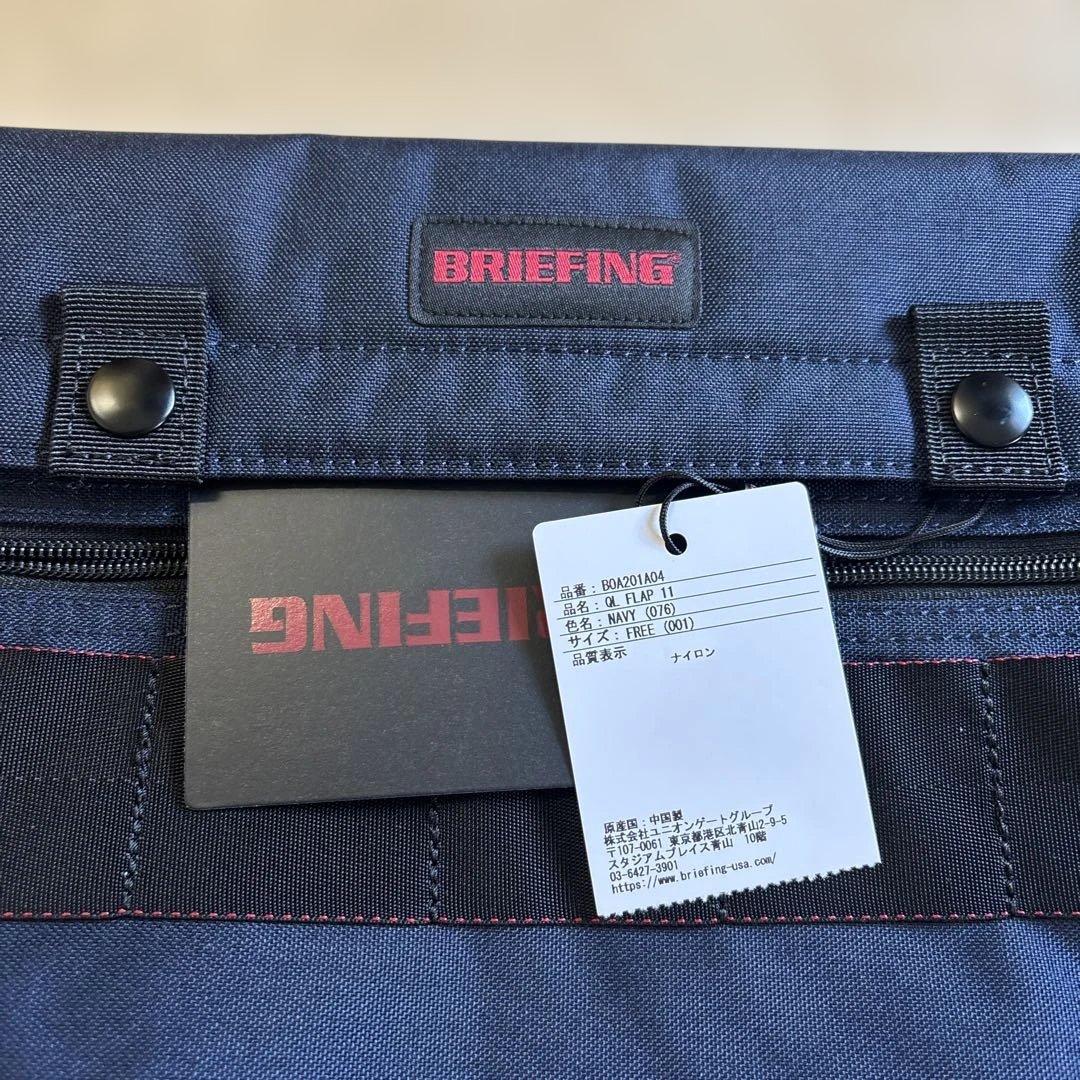 BRIEFING
BRIEFING
品番: BOA201A04
品名: QL FLAP 11
色名: NAVY (076)
サイズ: FREE (001)
品質表示 ナイロン
原産国:中国製
株式会社ユニオンゲートグループ
〒107-0061 東京都港区北青山2-9-5
スタジアムプレイス青山 10階
03-6427-3901
https://www.briefing-usa.com/